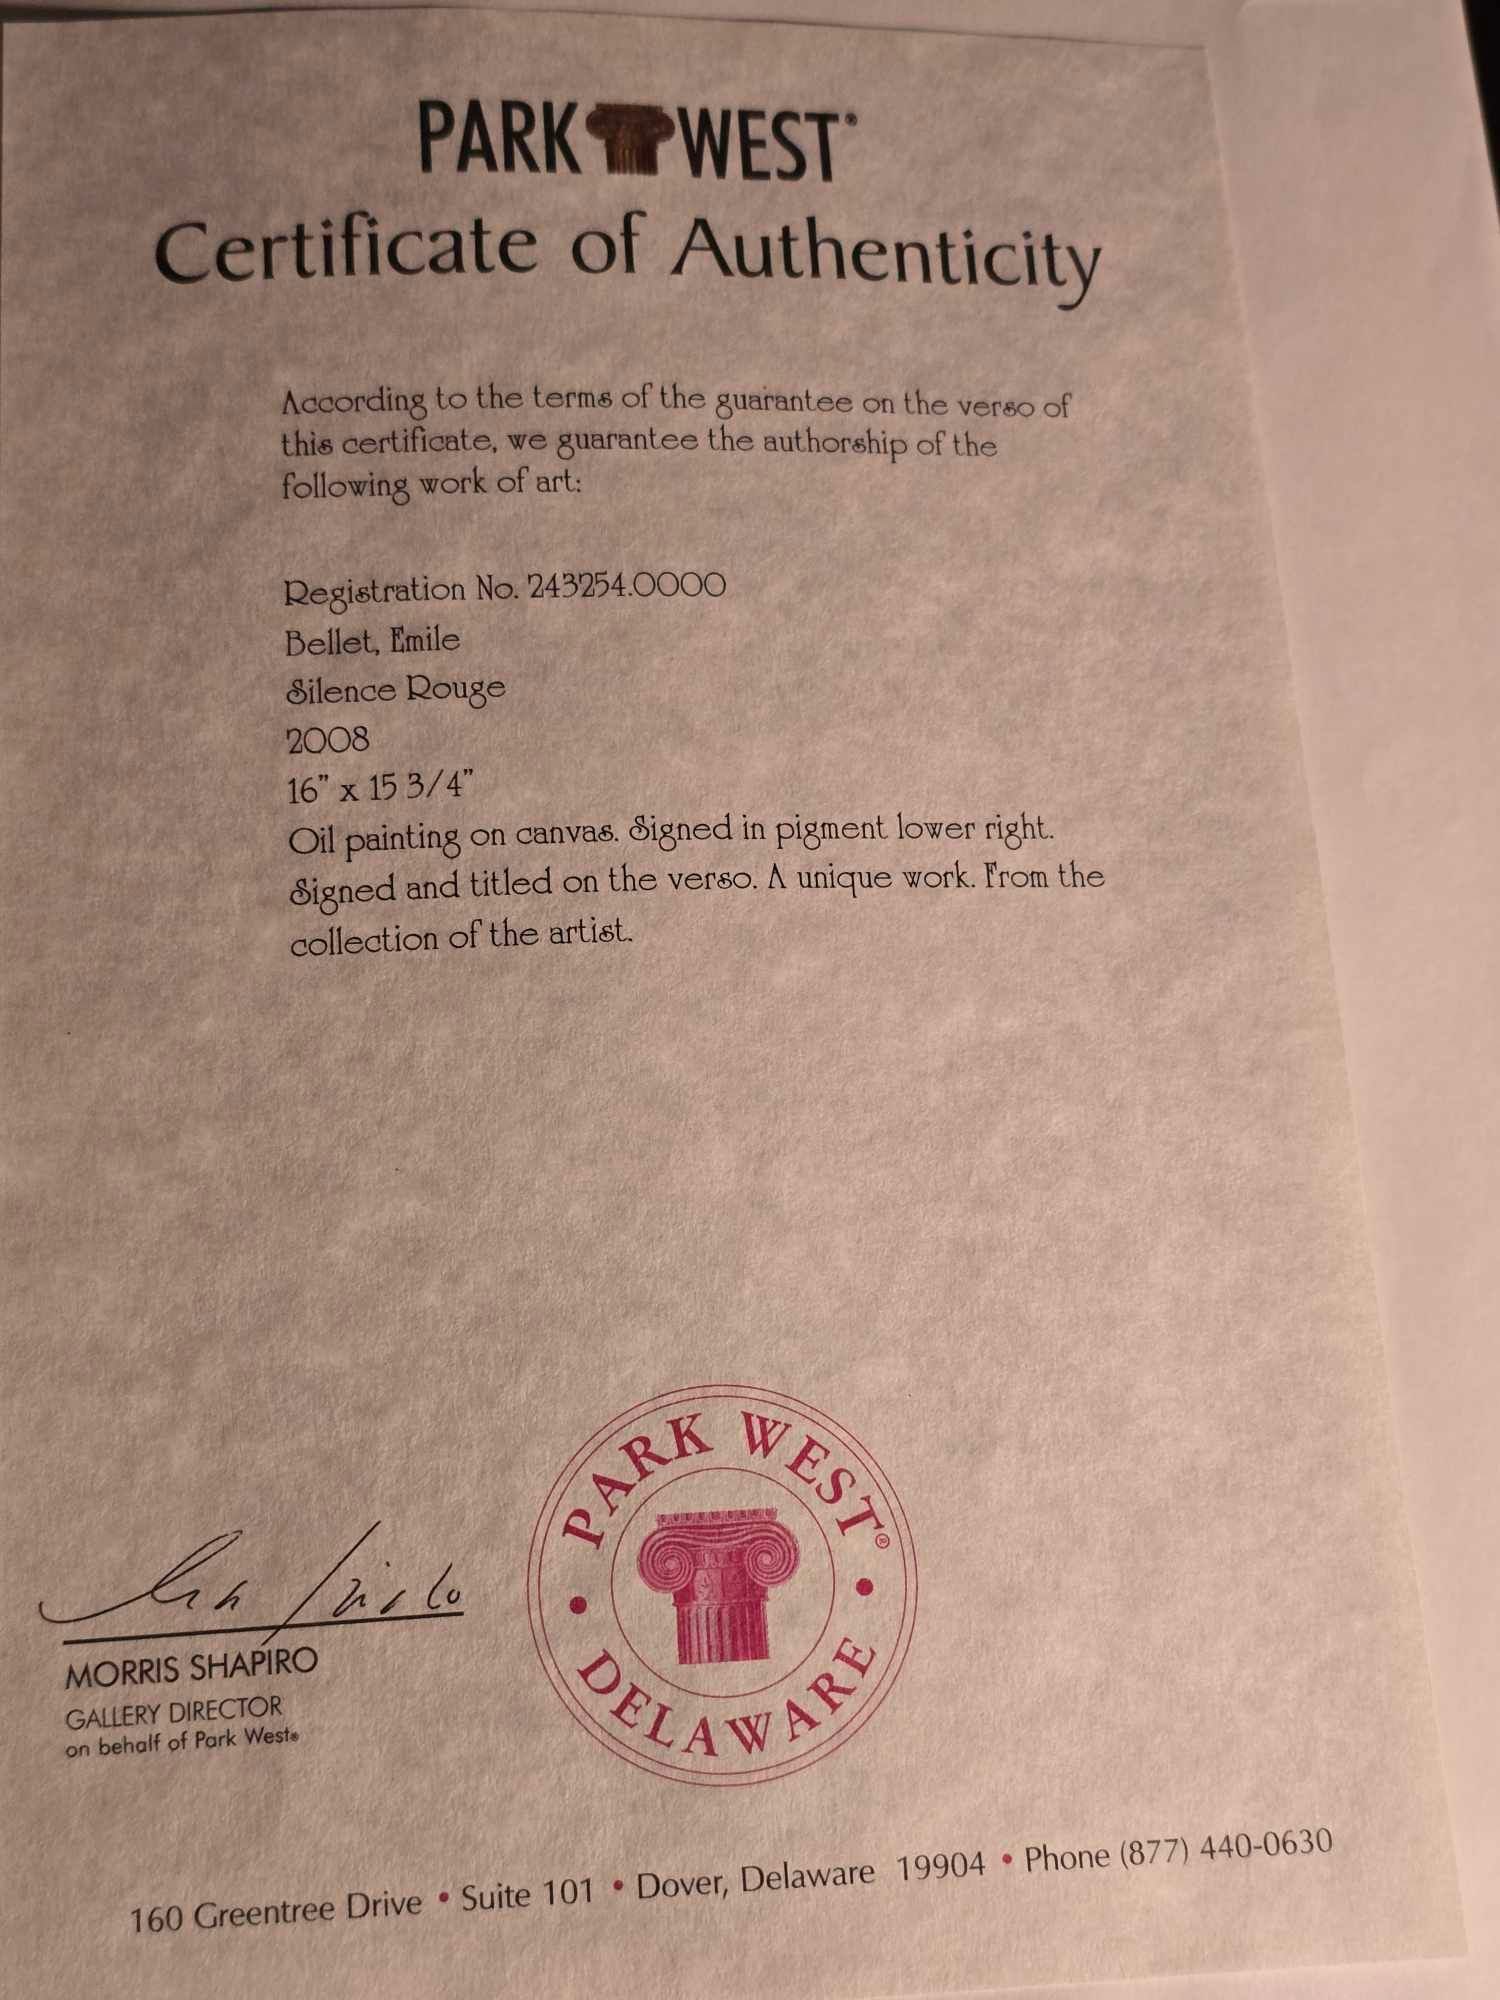 PARK WEST®
Certificate of Authenticity
According to the terms of the guarantee on the verso of
this certificate, we guarantee the authorship of the
following work of art:
Registration No. 243254.0000
Bellet, Emile
Silence Rouge
2008
16” x 15 3/4”
Oil painting on canvas. Signed in pigment lower right.
Signed and titled on the verso. A unique work. From the
collection of the artist.
PARK WEST®
• DELAWARE •
MORRIS SHAPIRO
GALLERY DIRECTOR
on behalf of Park West®
160 Greentree Drive • Suite 101 • Dover, Delaware 19904 • Phone (877) 440-0630